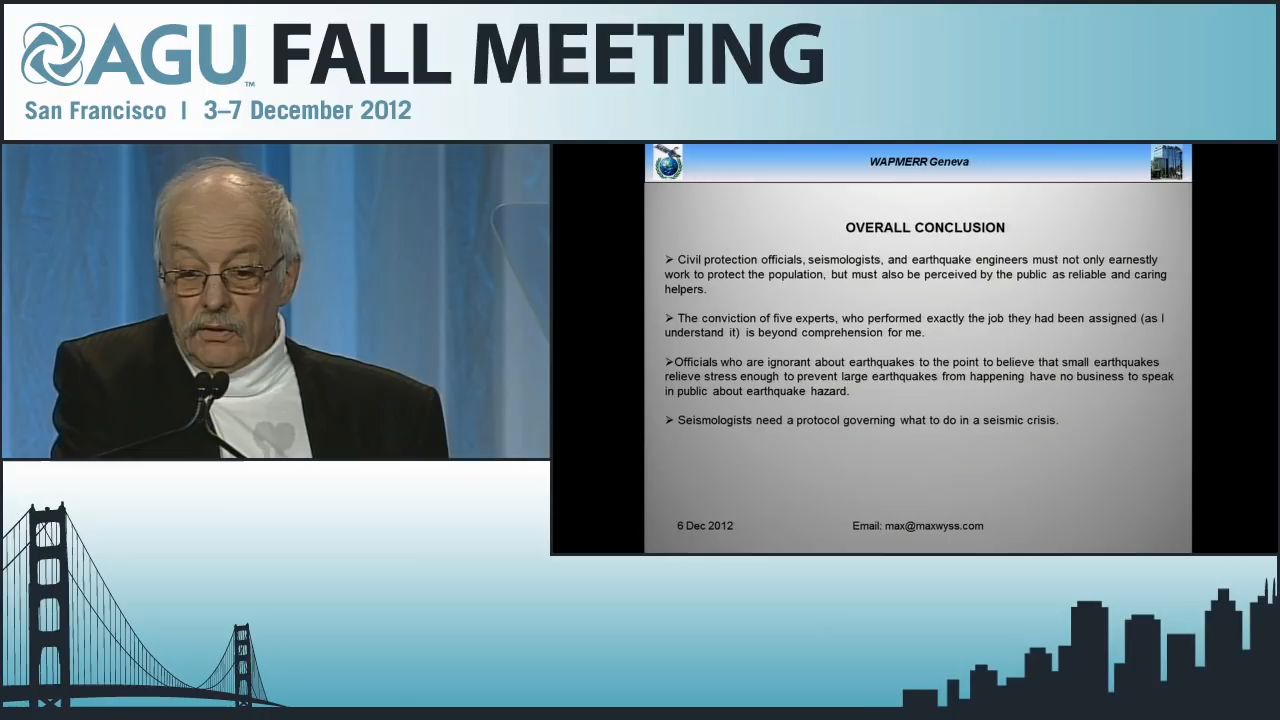 AGU™ FALL MEETING
San Francisco | 3–7 December 2012
WAPMERR Geneva
OVERALL CONCLUSION
➢ Civil protection officials, seismologists, and earthquake engineers must not only earnestly
work to protect the population, but must also be perceived by the public as reliable and caring
helpers.
➢ The conviction of five experts, who performed exactly the job they had been assigned (as I
understand it) is beyond comprehension for me.
➢Officials who are ignorant about earthquakes to the point to believe that small earthquakes
relieve stress enough to prevent large earthquakes from happening have no business to speak
in public about earthquake hazard.
➢ Seismologists need a protocol governing what to do in a seismic crisis.
6 Dec 2012 Email: max@maxwyss.com